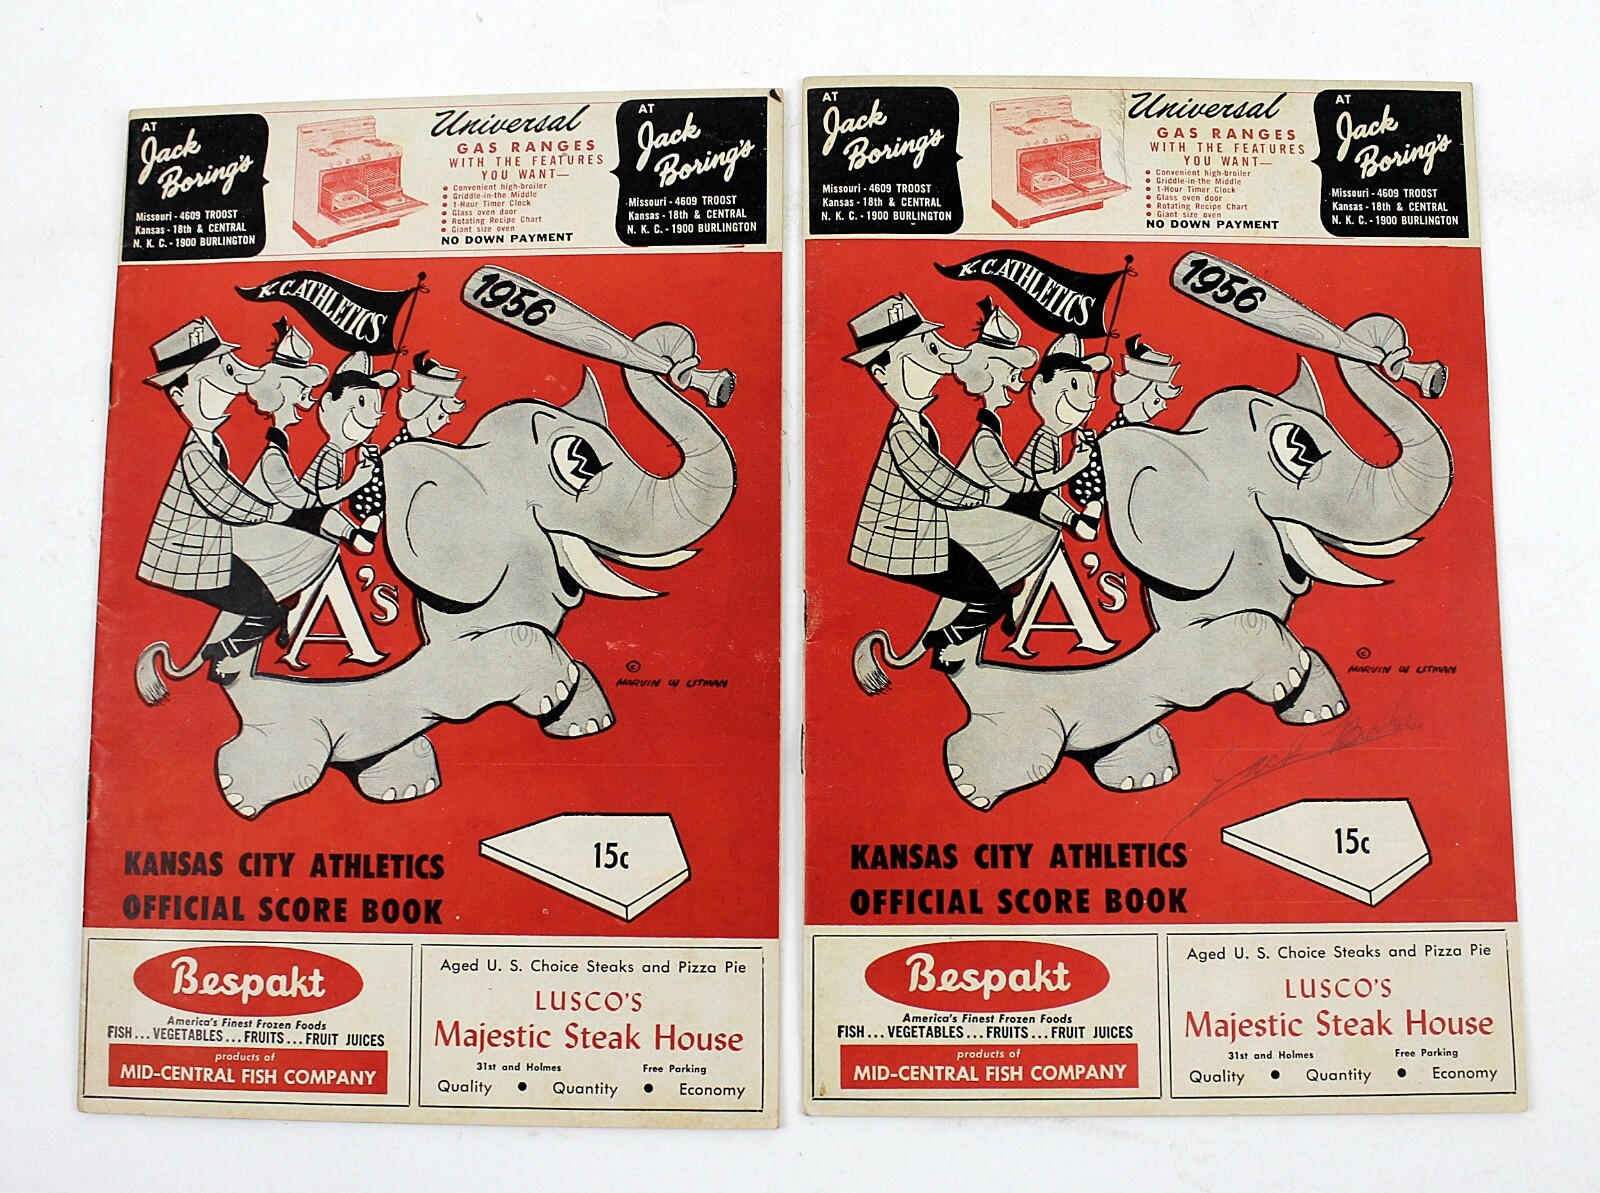 AT
Jack
Boring's
Missouri - 4609 TROOST
Kansas - 18th & CENTRAL
N. K. C. - 1900 BURLINGTON
Universal
GAS RANGES
WITH THE FEATURES
YOU WANT—
● Convenient high-broiler
● Griddle-in-the Middle
● 1-Hour Timer Clock
● Glass oven door
● Rotating Recipe Chart
● Giant size oven
NO DOWN PAYMENT
AT
Jack
Boring's
Missouri - 4609 TROOST
Kansas - 18th & CENTRAL
N. K. C. - 1900 BURLINGTON
K.C. ATHLETICS
1956
A's
© MARVIN W LITMAN
15c
KANSAS CITY ATHLETICS
OFFICIAL SCORE BOOK
Bespakt
America's Finest Frozen Foods
FISH... VEGETABLES... FRUITS... FRUIT JUICES
products of
MID-CENTRAL FISH COMPANY
Aged U. S. Choice Steaks and Pizza Pie
LUSCO'S
Majestic Steak House
31st and Holmes Free Parking
Quality ● Quantity ● Economy
AT
Jack
Boring's
Missouri - 4609 TROOST
Kansas - 18th & CENTRAL
N. K. C. - 1900 BURLINGTON
Universal
GAS RANGES
WITH THE FEATURES
YOU WANT—
● Convenient high-broiler
● Griddle-in-the Middle
● 1-Hour Timer Clock
● Glass oven door
● Rotating Recipe Chart
● Giant size oven
NO DOWN PAYMENT
AT
Jack
Boring's
Missouri - 4609 TROOST
Kansas - 18th & CENTRAL
N. K. C. - 1900 BURLINGTON
K.C. ATHLETICS
1956
A's
© MARVIN W LITMAN
Jack Burke
15c
KANSAS CITY ATHLETICS
OFFICIAL SCORE BOOK
Bespakt
America's Finest Frozen Foods
FISH... VEGETABLES... FRUITS... FRUIT JUICES
products of
MID-CENTRAL FISH COMPANY
Aged U. S. Choice Steaks and Pizza Pie
LUSCO'S
Majestic Steak House
31st and Holmes Free Parking
Quality ● Quantity ● Economy